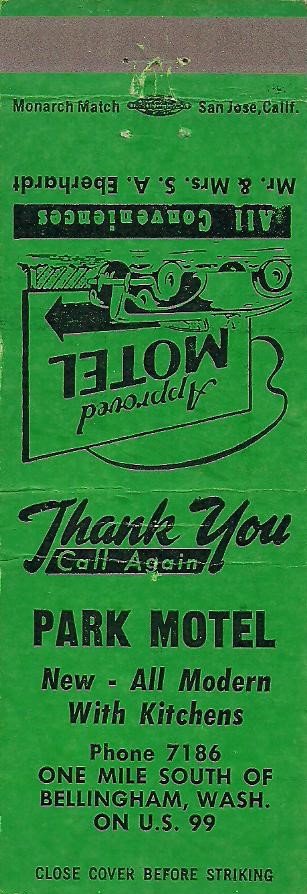 Monarch Match San Jose, Calif.
Mr. & Mrs. S. A. Eberhardt
All Conveniences
Approved
MOTEL
Thank You
Call Again
PARK MOTEL
New - All Modern
With Kitchens
Phone 7186
ONE MILE SOUTH OF
BELLINGHAM, WASH.
ON U.S. 99
CLOSE COVER BEFORE STRIKING